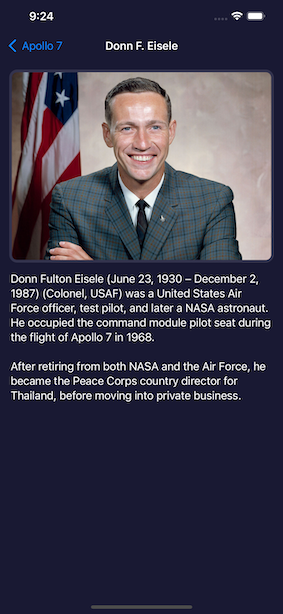 9:24
Apollo 7
Donn F. Eisele
Donn Fulton Eisele (June 23, 1930 – December 2,
1987) (Colonel, USAF) was a United States Air
Force officer, test pilot, and later a NASA astronaut.
He occupied the command module pilot seat during
the flight of Apollo 7 in 1968.
After retiring from both NASA and the Air Force, he
became the Peace Corps country director for
Thailand, before moving into private business.